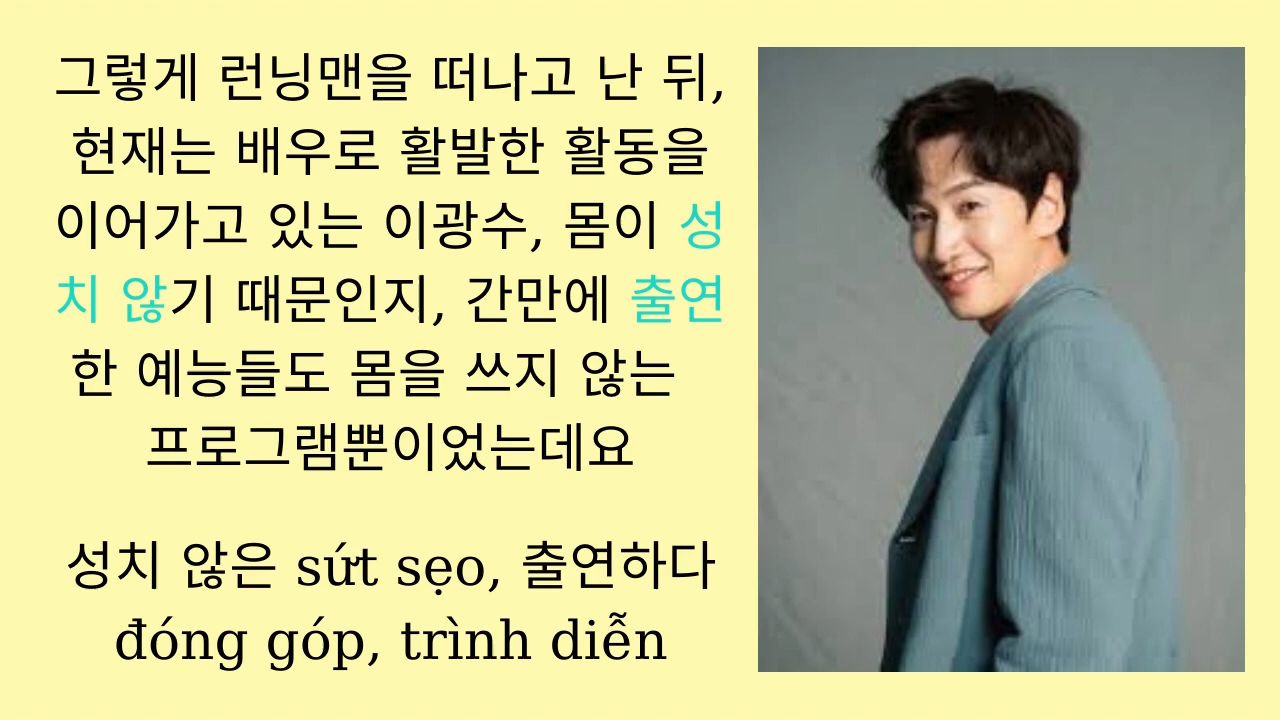 그렇게 런닝맨을 떠나고 난 뒤,
현재는 배우로 활발한 활동을
이어가고 있는 이광수, 몸이 성
치 않기 때문인지, 간만에 출연
한 예능들도 몸을 쓰지 않는
프로그램뿐이었는데요
성치 않은 sứt sẹo, 출연하다
đóng góp, trình diễn